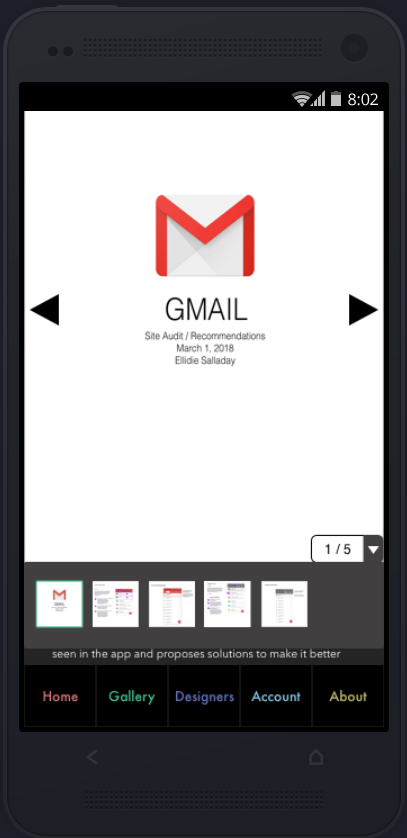 8:02
GMAIL
Site Audit / Recommendations
March 1, 2018
Ellidie Salladay
1 / 5
GMAIL
seen in the app and proposes solutions to make it better
Home Gallery Designers Account About